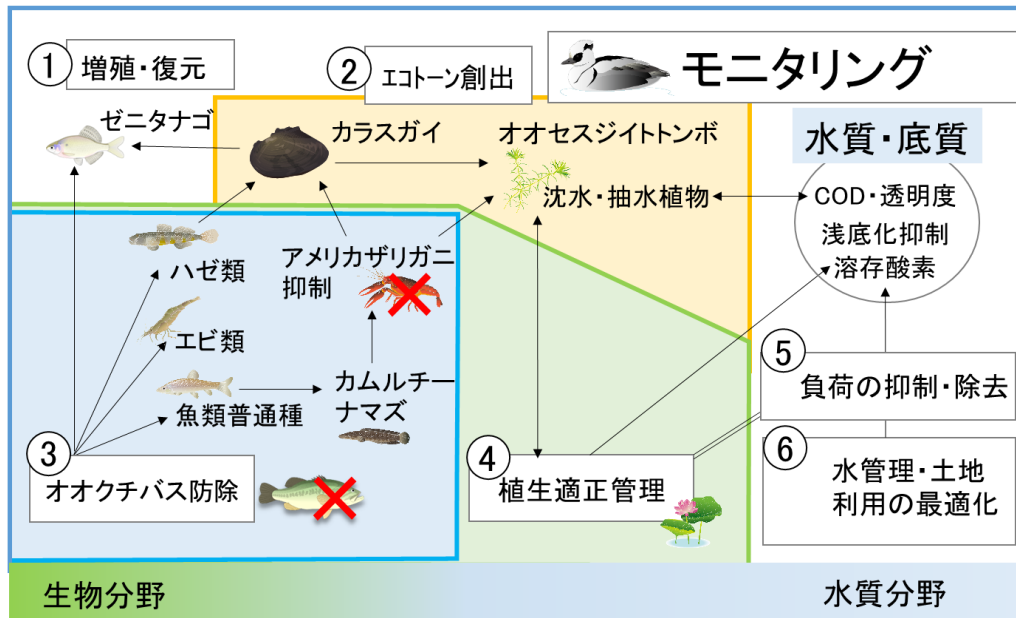 ① 増殖・復元
② エコトーン創出
モニタリング
ゼニタナゴ
カラスガイ
オオセスジイトトンボ
沈水・抽水植物
水質・底質
COD・透明度
浅底化抑制
溶存酸素
ハゼ類
アメリカザリガニ
抑制
エビ類
魚類普通種
カムルチー
ナマズ
③
オオクチバス防除
④
植生適正管理
⑤
負荷の抑制・除去
⑥
水管理・土地
利用の最適化
生物分野
水質分野